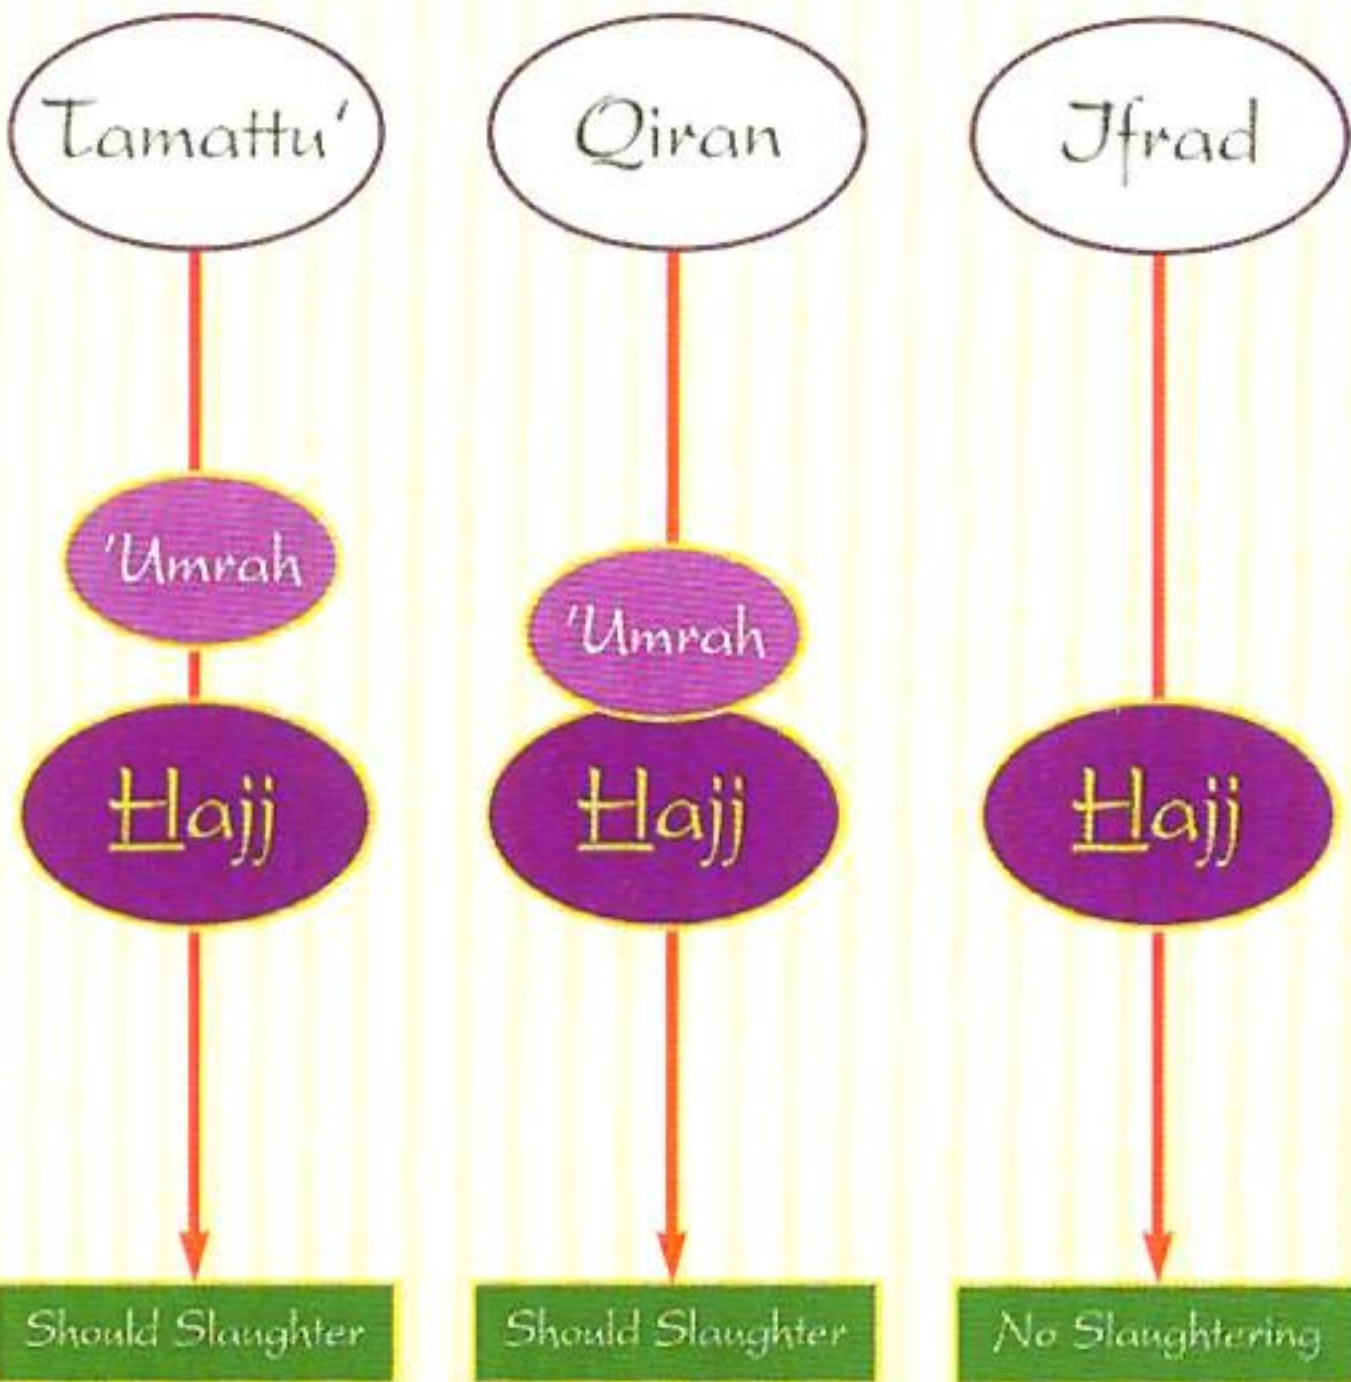 Tamattu'
'Umrah
Hajj
Should Slaughter
Qiran
'Umrah
Hajj
Should Slaughter
Ifrad
Hajj
No Slaughtering